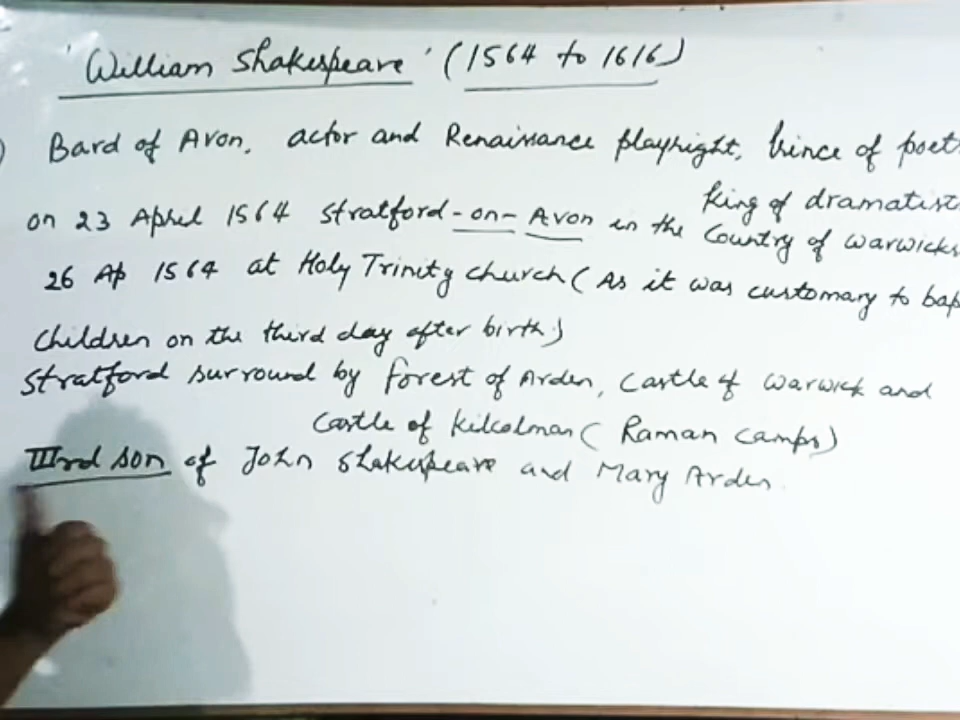 'William Shakespeare' (1564 to 1616)
Bard of Avon, actor and Renaissance playright, Prince of poet
king of dramatist
on 23 April 1564 Stratford-on-Avon in the Country of Warwicks
26 Ap 1564 at Holy Trinity church (As it was customary to bap
children on the third day after birth)
Stratford surround by forest of Arden, Castle of Warwick and
Castle of Kilcolman (Raman camps)
IIIrd son of John Shakespeare and Mary Arden.